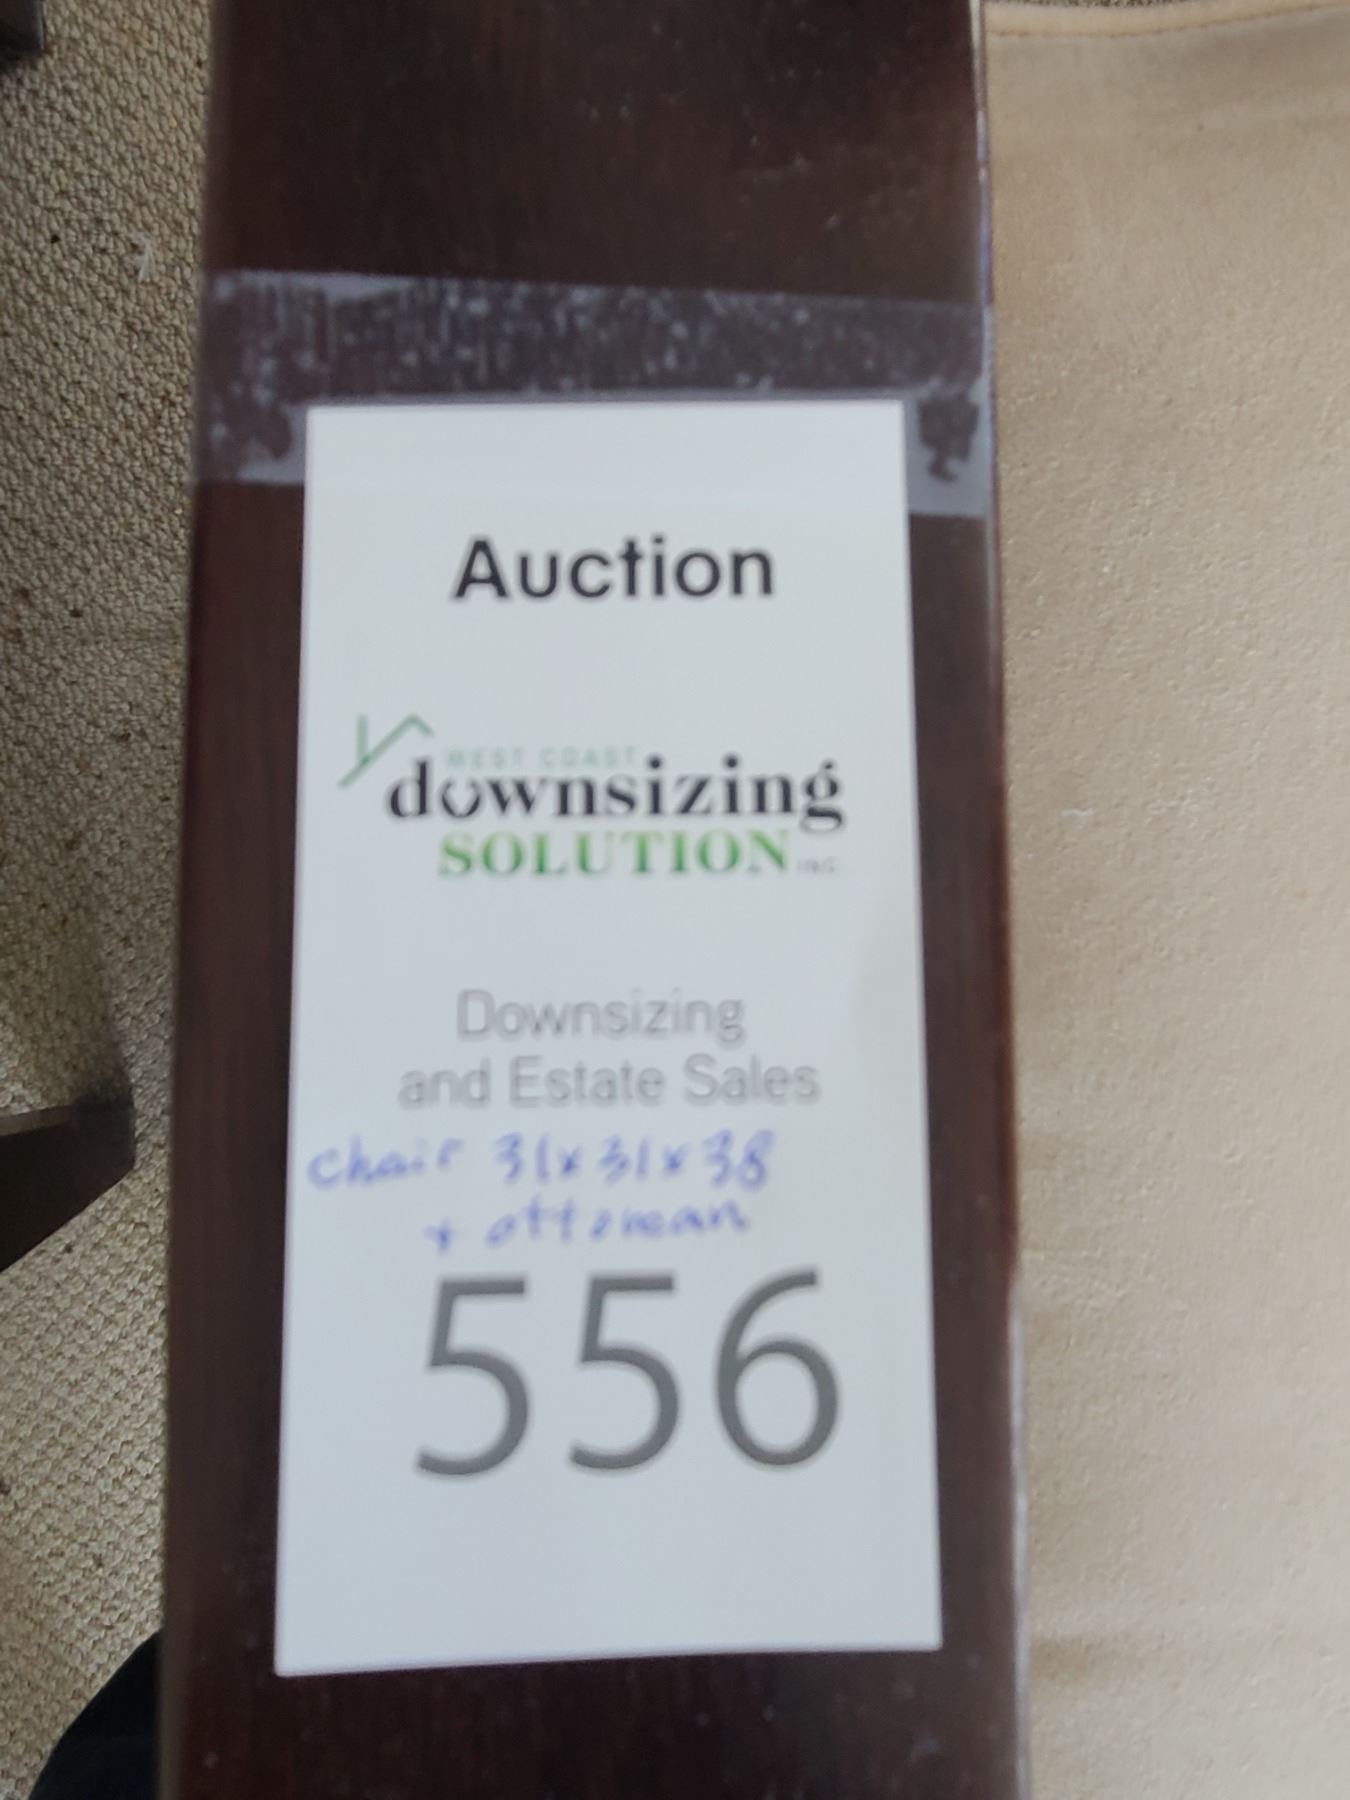 Auction
WEST COAST
downsizing
SOLUTION INC.
Downsizing
and Estate Sales
chair 31x31x38
+ ottoman
556